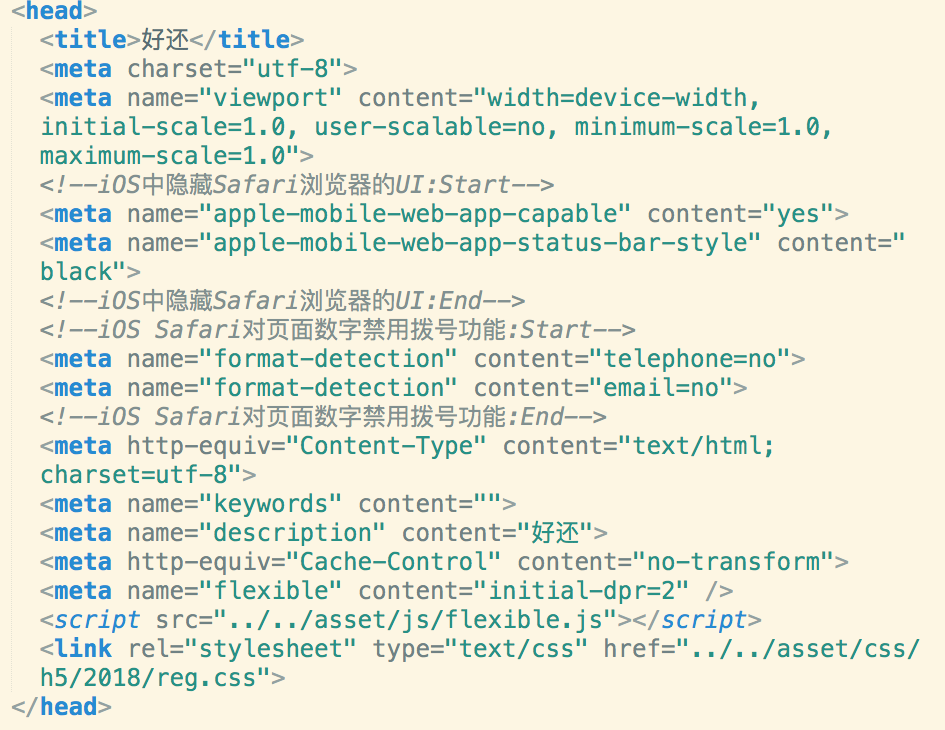 <head>
<title>好还</title>
<meta charset="utf-8">
<meta name="viewport" content="width=device-width,
initial-scale=1.0, user-scalable=no, minimum-scale=1.0,
maximum-scale=1.0">
<!--iOS中隐藏Safari浏览器的UI:Start-->
<meta name="apple-mobile-web-app-capable" content="yes">
<meta name="apple-mobile-web-app-status-bar-style" content="
black">
<!--iOS中隐藏Safari浏览器的UI:End-->
<!--iOS Safari对页面数字禁用拨号功能:Start-->
<meta name="format-detection" content="telephone=no">
<meta name="format-detection" content="email=no">
<!--iOS Safari对页面数字禁用拨号功能:End-->
<meta http-equiv="Content-Type" content="text/html;
charset=utf-8">
<meta name="keywords" content="">
<meta name="description" content="好还">
<meta http-equiv="Cache-Control" content="no-transform">
<meta name="flexible" content="initial-dpr=2" />
<script src="../../asset/js/flexible.js"></script>
<link rel="stylesheet" type="text/css" href="../../asset/css/
h5/2018/reg.css">
</head>